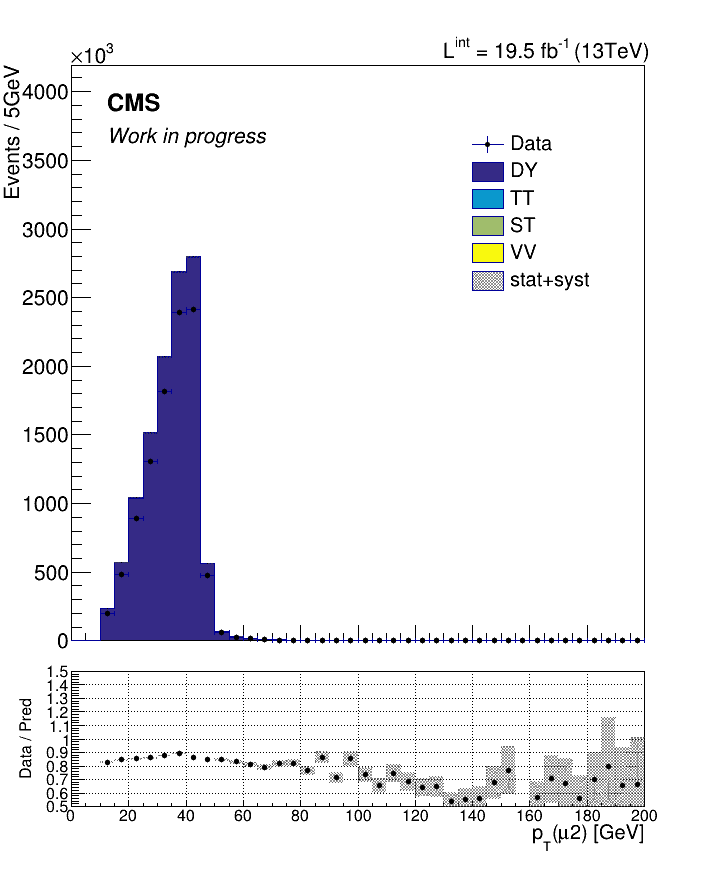 ×10³
L^int = 19.5 fb⁻¹ (13TeV)
Events / 5GeV
CMS
Work in progress
Data
DY
TT
ST
VV
stat+syst
4000
3500
3000
2500
2000
1500
1000
500
0
Data / Pred
1.5
1.4
1.3
1.2
1.1
1
0.9
0.8
0.7
0.6
0.5
0 20 40 60 80 100 120 140 160 180 200
p_T(μ2) [GeV]